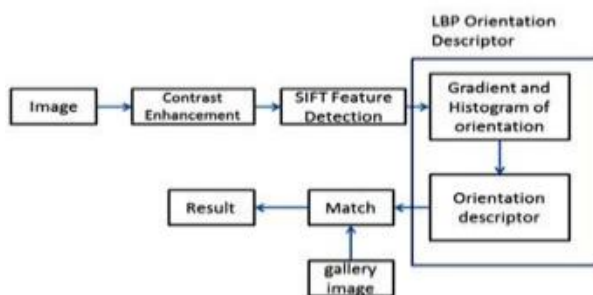 LBP Orientation
Descriptor
Image
Contrast
Enhancement
SIFT Feature
Detection
Gradient and
Histogram of
orientation
Result
Match
Orientation
descriptor
gallery
image